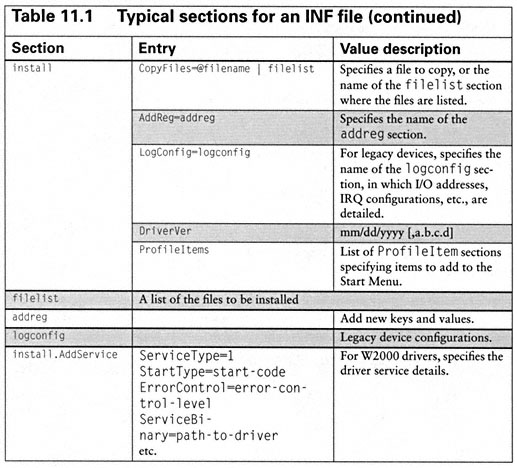 Table 11.1 Typical sections for an INF file (continued)
Section Entry Value description
install CopyFiles=@filename | filelist Specifies a file to copy, or the
name of the filelist section
where the files are listed.
AddReg=addreg Specifies the name of the
addreg section.
LogConfig=logconfig For legacy devices, specifies the
name of the logconfig sec-
tion, in which I/O addresses,
IRQ configurations, etc., are
detailed.
DriverVer mm/dd/yyyy [,a.b.c.d]
ProfileItems List of ProfileItem sections
specifying items to add to the
Start Menu.
filelist A list of the files to be installed
addreg Add new keys and values.
logconfig Legacy device configurations.
install.AddService ServiceType=1 For W2000 drivers, specifies the
StartType=start-code driver service details.
ErrorControl=error-con-
trol-level
ServiceBi-
nary=path-to-driver
etc.